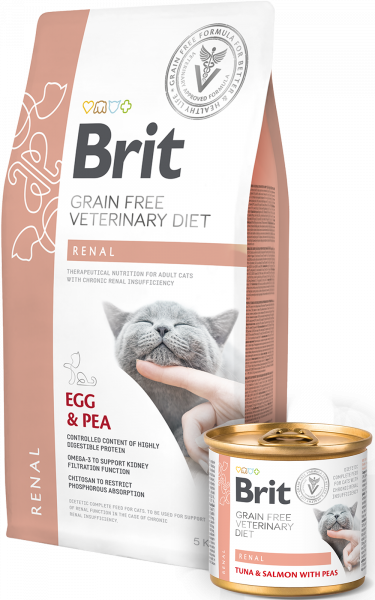 GRAIN FREE FORMULA FOR BETTER & HEALTHY LIFE
VETERINARY
APPROVED FORMULA
Brit
GRAIN FREE
VETERINARY DIET
RENAL
THERAPEUTICAL NUTRITION FOR ADULT CATS
WITH CHRONIC RENAL INSUFFICIENCY
EGG
& PEA
CONTROLLED CONTENT OF HIGHLY
DIGESTIBLE PROTEIN
OMEGA-3 TO SUPPORT KIDNEY
FILTRATION FUNCTION
CHITOSAN TO RESTRICT
PHOSPHOROUS ABSORPTION
DIETETIC COMPLETE FEED FOR CATS, TO BE USED FOR SUPPORT
OF RENAL FUNCTION IN THE CASE OF CHRONIC
RENAL INSUFFICIENCY.
5 K
RENAL
Brit
GRAIN FREE
VETERINARY
DIET
RENAL
TUNA & SALMON WITH PEAS